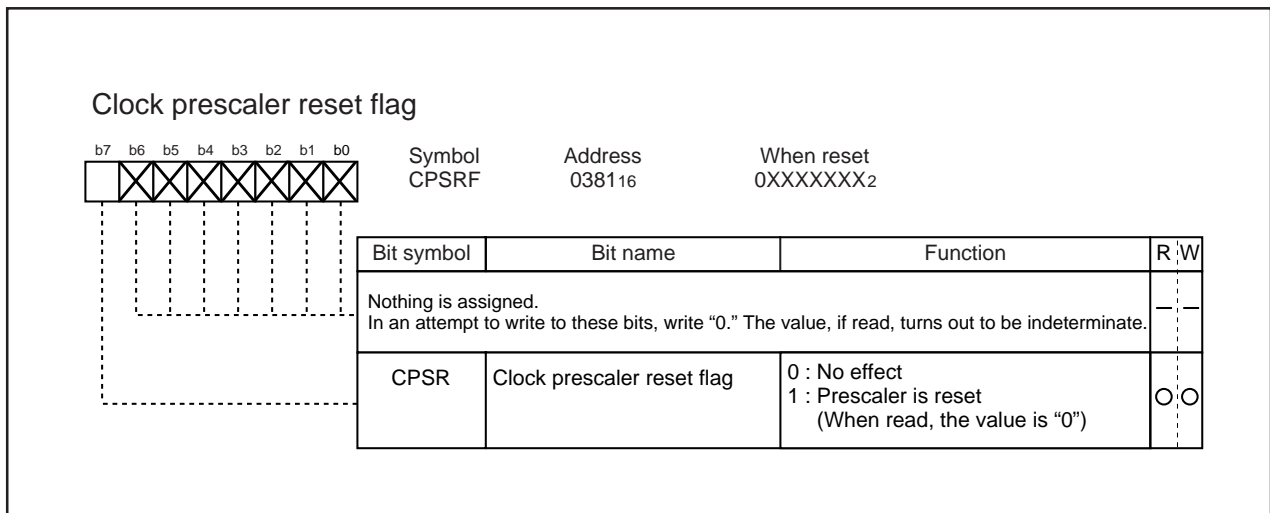 Clock prescaler reset flag
b7 b6 b5 b4 b3 b2 b1 b0
Symbol Address When reset
CPSRF 038116 0XXXXXXX2
Bit symbol Bit name Function R W
Nothing is assigned.
In an attempt to write to these bits, write “0.” The value, if read, turns out to be indeterminate.
— —
CPSR Clock prescaler reset flag 0 : No effect
1 : Prescaler is reset
(When read, the value is “0”)